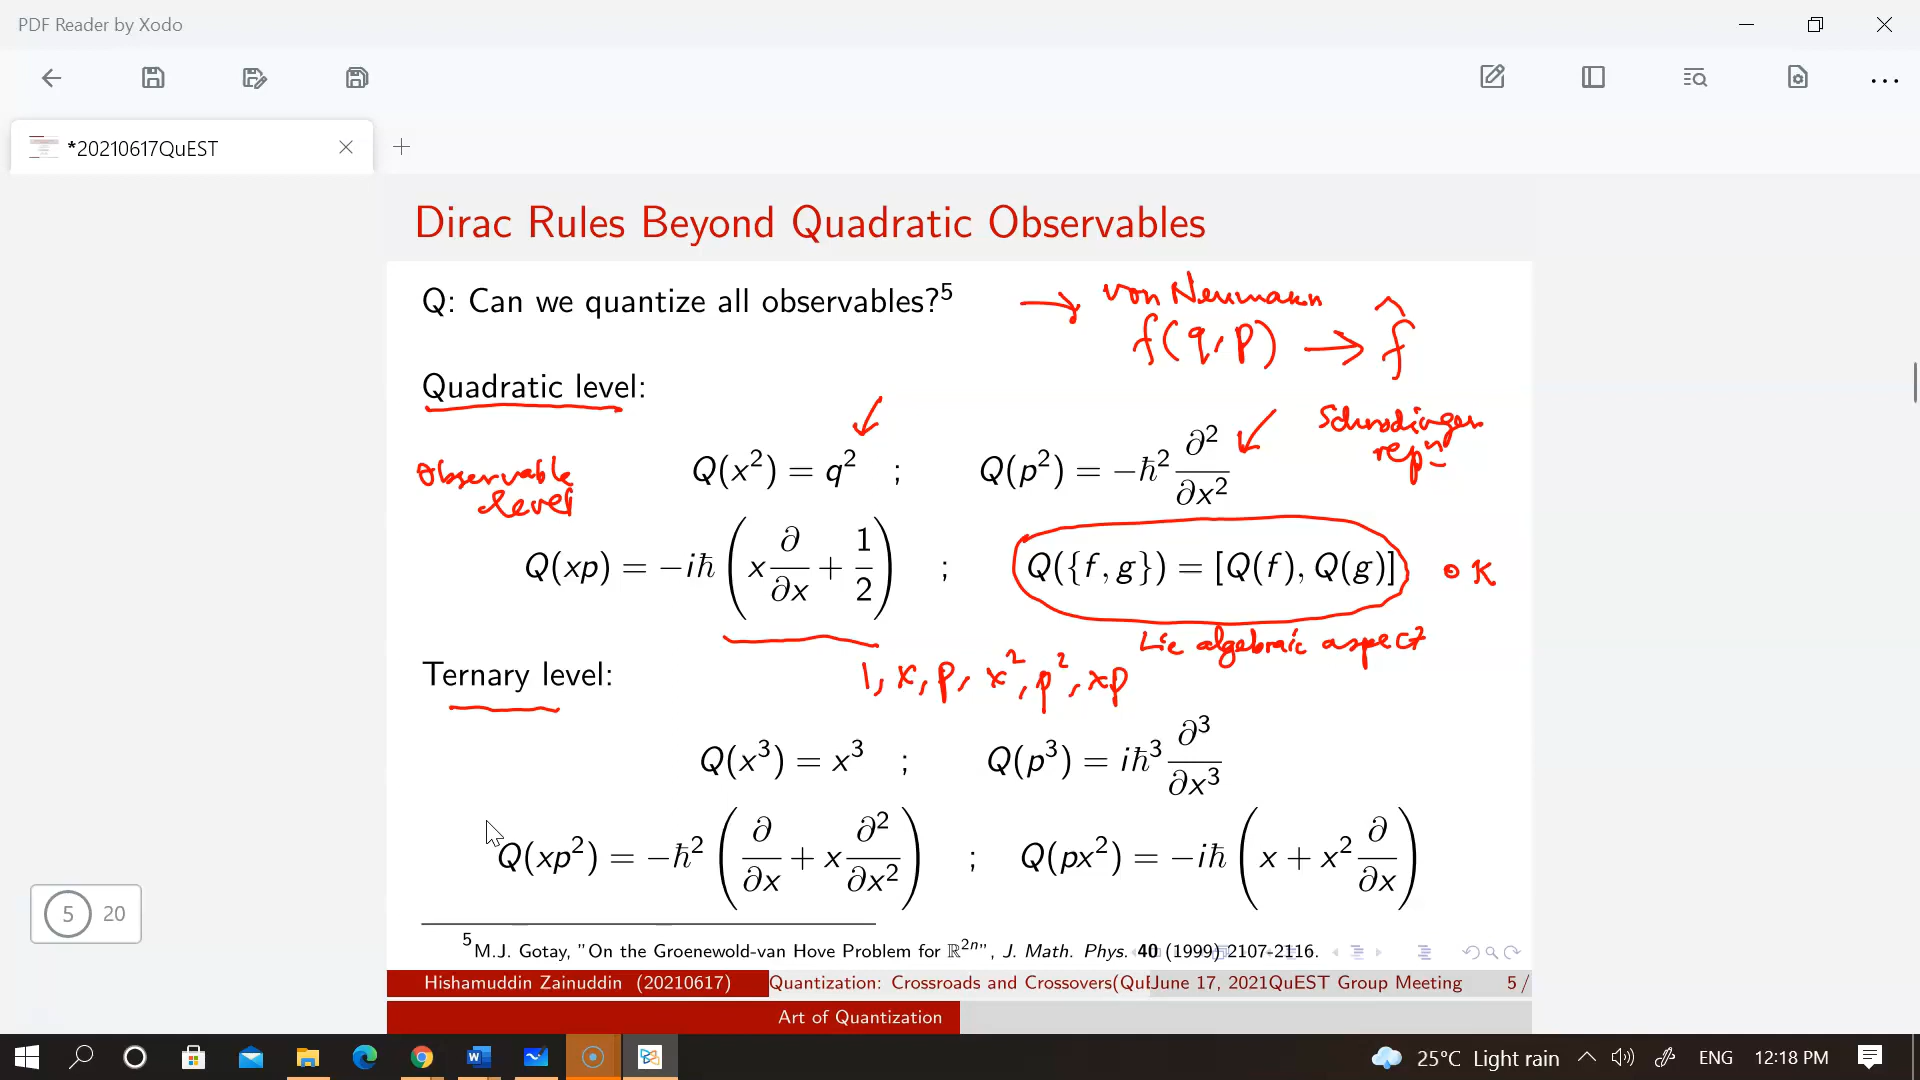 PDF Reader by Xodo
*20210617QuEST
Dirac Rules Beyond Quadratic Observables
Q: Can we quantize all observables?⁵
→ von Neumann
f(q,p) → f̂
Quadratic level:
Schrodinger
repⁿ
Observable
level
Q(x²) = q² ; Q(p²) = −ħ² ∂²/∂x²
Q(xp) = −iħ (x ∂/∂x + 1/2) ; Q({f, g}) = [Q(f), Q(g)] OK
Lie algebraic aspect
Ternary level:
1, x, p, x², p², xp
Q(x³) = x³ ; Q(p³) = iħ³ ∂³/∂x³
Q(xp²) = −ħ² (∂/∂x + x ∂²/∂x²) ; Q(px²) = −iħ (x + x² ∂/∂x)
⁵M.J. Gotay, "On the Groenewold-van Hove Problem for ℝ²ⁿ", J. Math. Phys. 40 (1999) 2107-2116.
5 20
Hishamuddin Zainuddin (20210617) Quantization: Crossroads and Crossovers(QuE June 17, 2021QuEST Group Meeting 5 /
Art of Quantization
25°C Light rain ENG 12:18 PM